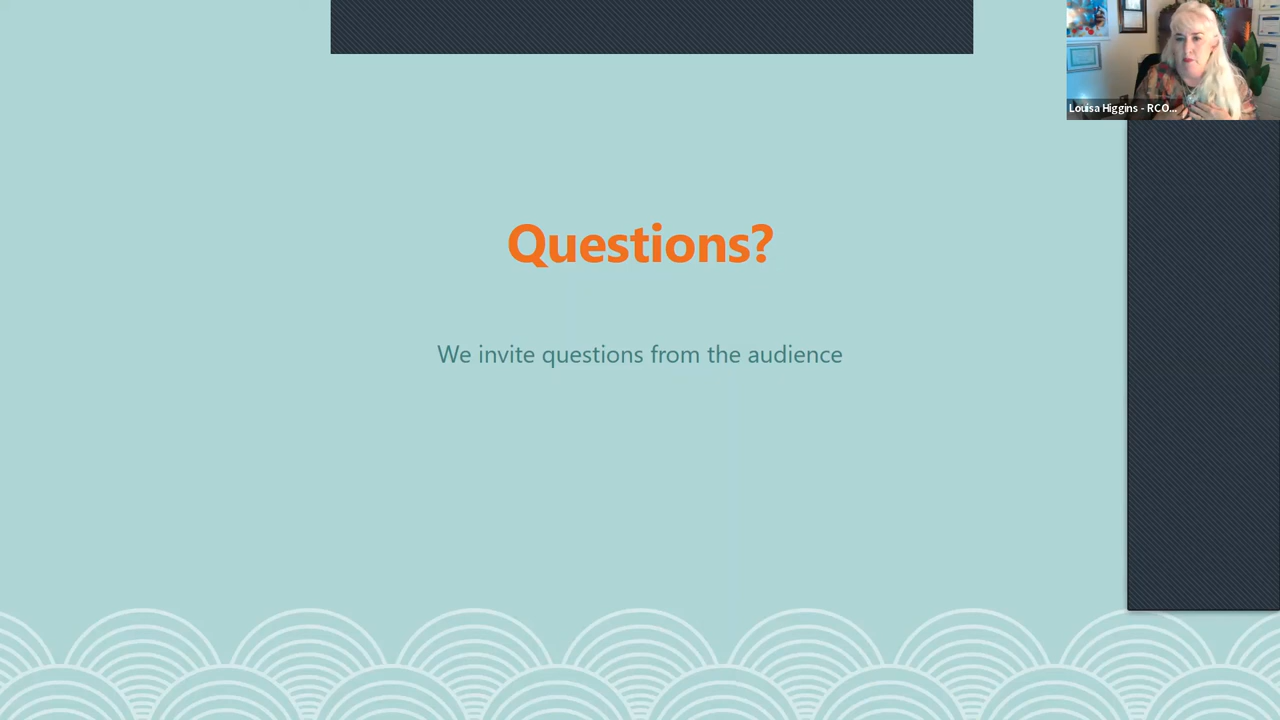 Louisa Higgins - RCO...
Questions?
We invite questions from the audience